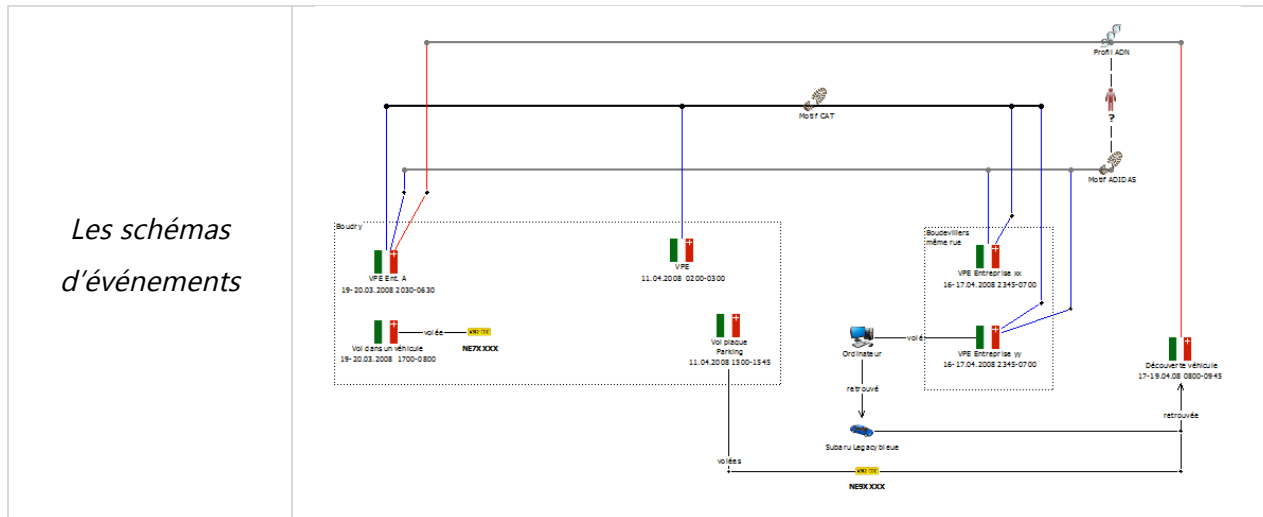 Les schémas
d'événements
Profil ADN
Motif CAT
?
Motif ADIDAS
Boudry
VPE Ent. A
19-20.03.2008 2030-0630
VPE
11.04.2008 0200-0300
Boudevilliers
même rue
VPE Entreprise xx
16-17.04.2008 2345-0700
Vol dans un véhicule
19-20.03.2008 1700-0800
volée
NE7XXXX
Vol plaque
Parking
11.04.2008 1500-1545
Ordinateur
volé
VPE Entreprise yy
16-17.04.2008 2345-0700
Découverte véhicule
17-19.04.08 0800-0945
retrouvé
retrouvée
Subaru Legacy bleue
volées
NE9XXXX